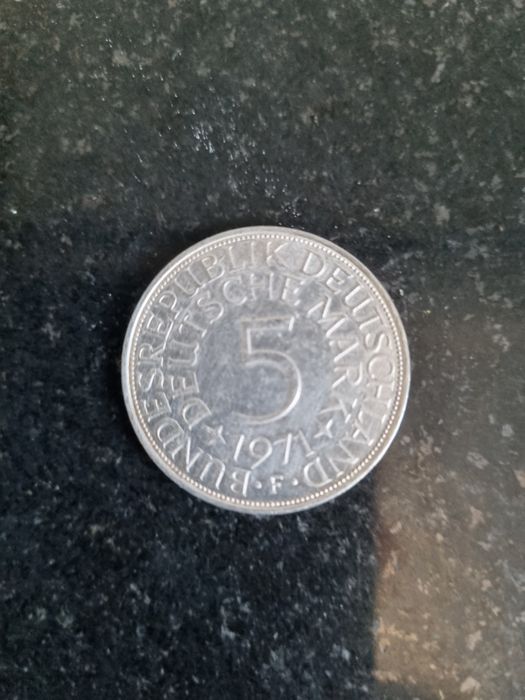 BUNDESREPUBLIK DEUTSCHLAND
DEUTSCHE MARK
5
1971
F